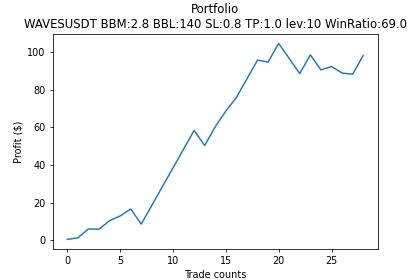 Portfolio
WAVESUSDT BBM:2.8 BBL:140 SL:0.8 TP:1.0 lev:10 WinRatio:69.0
100
80
60
40
20
0
Profit ($)
0 5 10 15 20 25
Trade counts